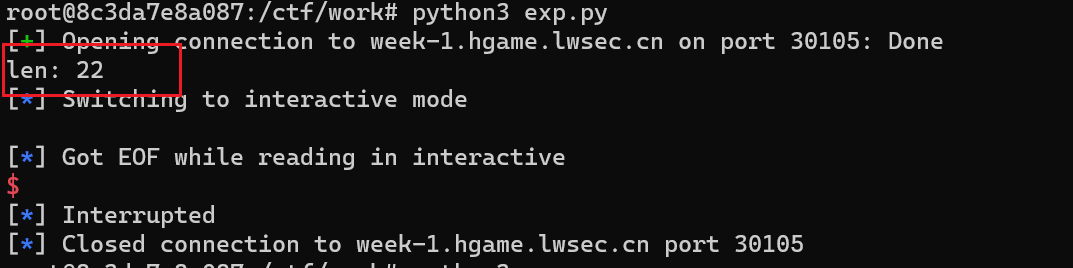 root@8c3da7e8a087:/ctf/work# python3 exp.py
[+] Opening connection to week-1.hgame.lwsec.cn on port 30105: Done
len: 22
[*] Switching to interactive mode
[*] Got EOF while reading in interactive
$
[*] Interrupted
[*] Closed connection to week-1.hgame.lwsec.cn port 30105